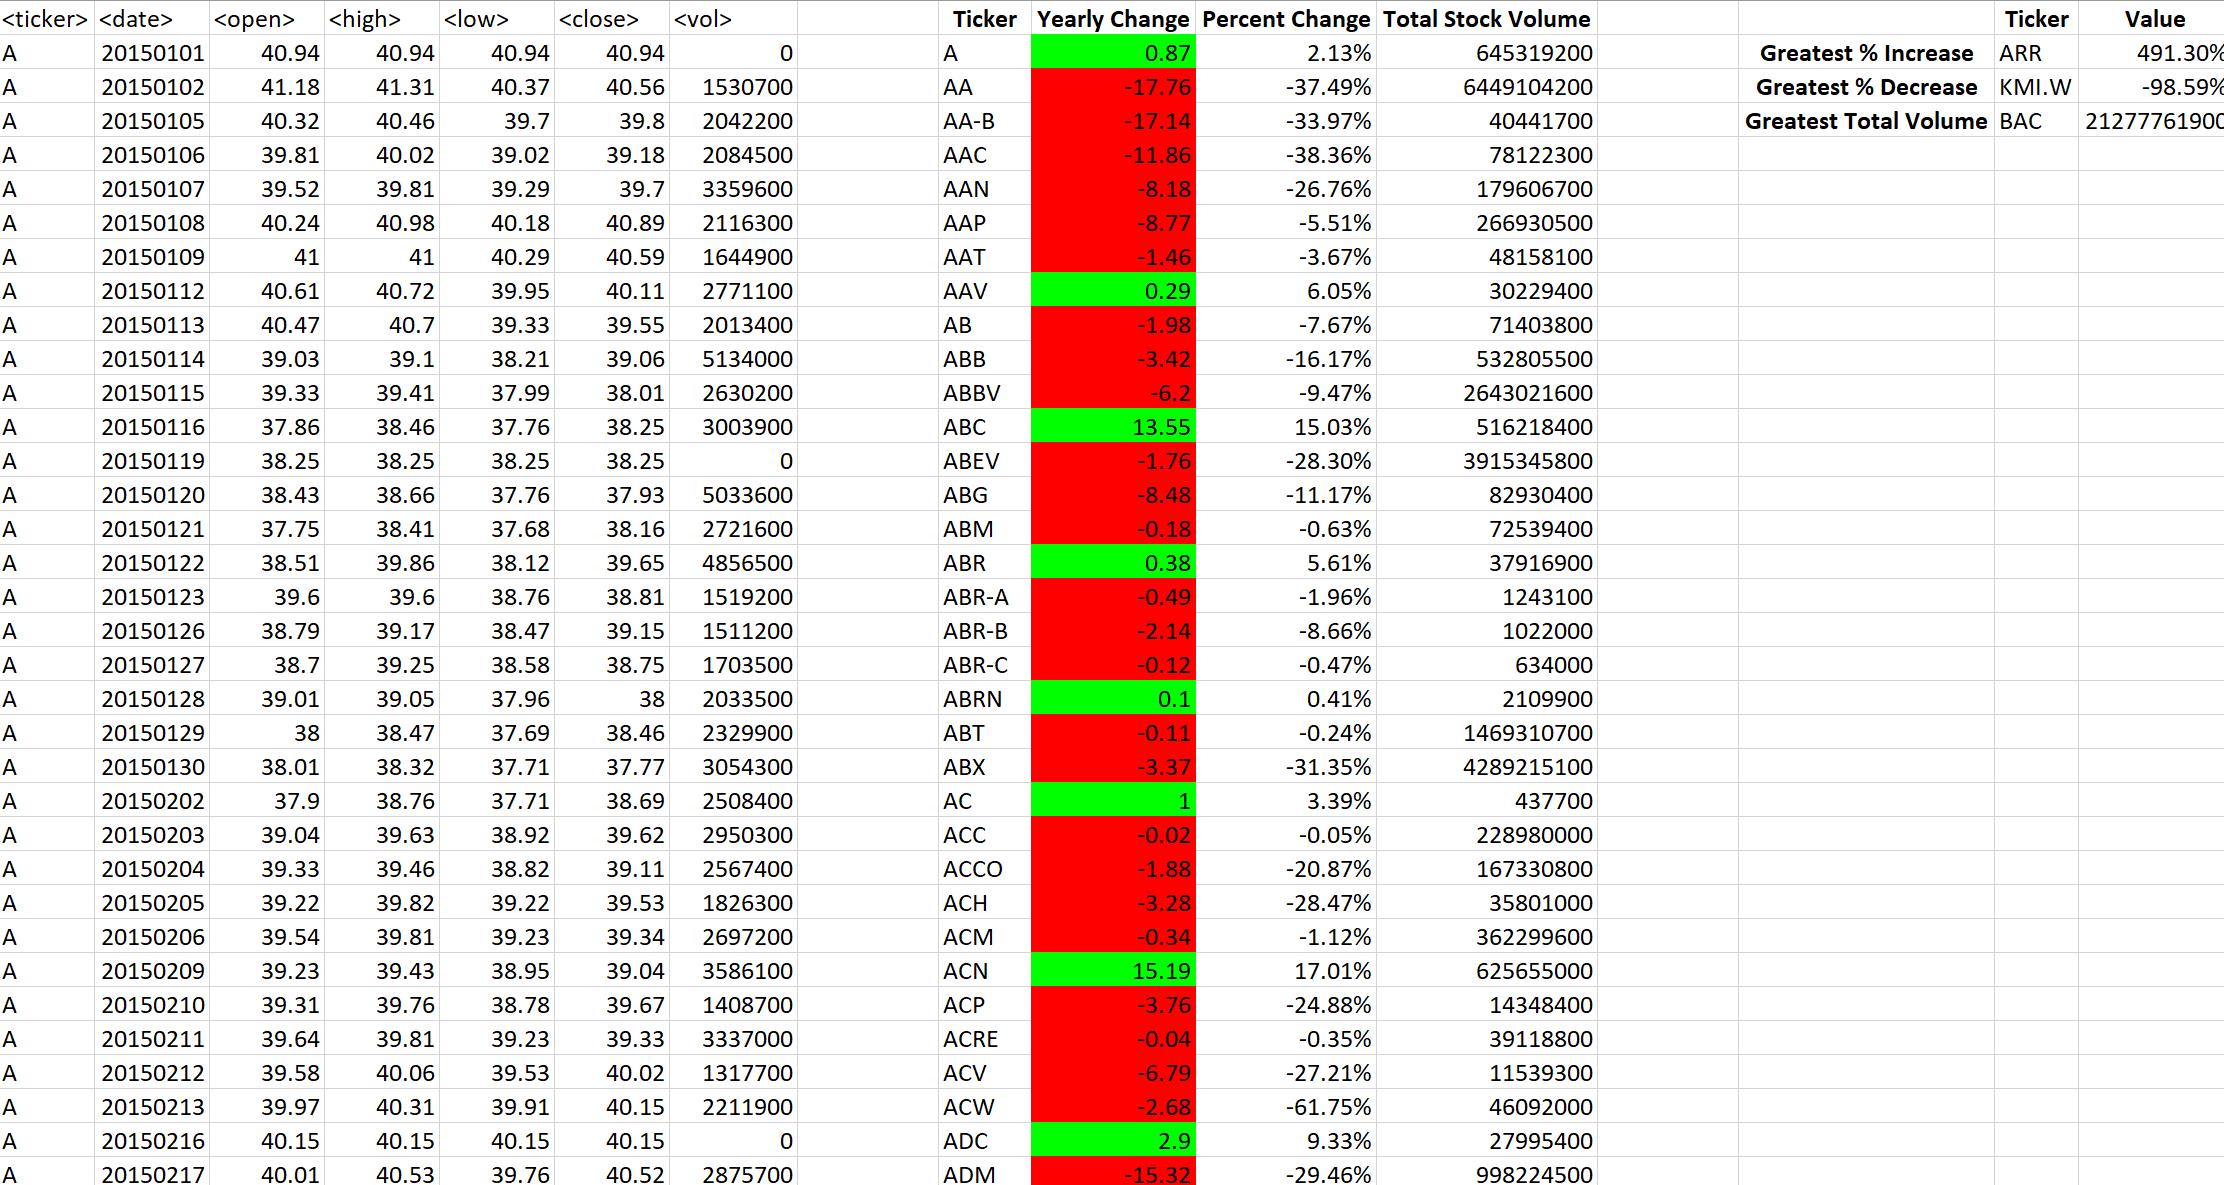 <ticker> <date> <open> <high> <low> <close> <vol> Ticker Yearly Change Percent Change Total Stock Volume Ticker Value
A 20150101 40.94 40.94 40.94 40.94 0 A 0.87 2.13% 645319200 Greatest % Increase ARR 491.30%
A 20150102 41.18 41.31 40.37 40.56 1530700 AA -17.76 -37.49% 6449104200 Greatest % Decrease KMI.W -98.59%
A 20150105 40.32 40.46 39.7 39.8 2042200 AA-B -17.14 -33.97% 40441700 Greatest Total Volume BAC 21277761900
A 20150106 39.81 40.02 39.02 39.18 2084500 AAC -11.86 -38.36% 78122300
A 20150107 39.52 39.81 39.29 39.7 3359600 AAN -8.18 -26.76% 179606700
A 20150108 40.24 40.98 40.18 40.89 2116300 AAP -8.77 -5.51% 266930500
A 20150109 41 41 40.29 40.59 1644900 AAT -1.46 -3.67% 48158100
A 20150112 40.61 40.72 39.95 40.11 2771100 AAV 0.29 6.05% 30229400
A 20150113 40.47 40.7 39.33 39.55 2013400 AB -1.98 -7.67% 71403800
A 20150114 39.03 39.1 38.21 39.06 5134000 ABB -3.42 -16.17% 532805500
A 20150115 39.33 39.41 37.99 38.01 2630200 ABBV -6.2 -9.47% 2643021600
A 20150116 37.86 38.46 37.76 38.25 3003900 ABC 13.55 15.03% 516218400
A 20150119 38.25 38.25 38.25 38.25 0 ABEV -1.76 -28.30% 3915345800
A 20150120 38.43 38.66 37.76 37.93 5033600 ABG -8.48 -11.17% 82930400
A 20150121 37.75 38.41 37.68 38.16 2721600 ABM -0.18 -0.63% 72539400
A 20150122 38.51 39.86 38.12 39.65 4856500 ABR 0.38 5.61% 37916900
A 20150123 39.6 39.6 38.76 38.81 1519200 ABR-A -0.49 -1.96% 1243100
A 20150126 38.79 39.17 38.47 39.15 1511200 ABR-B -2.14 -8.66% 1022000
A 20150127 38.7 39.25 38.58 38.75 1703500 ABR-C -0.12 -0.47% 634000
A 20150128 39.01 39.05 37.96 38 2033500 ABRN 0.1 0.41% 2109900
A 20150129 38 38.47 37.69 38.46 2329900 ABT -0.11 -0.24% 1469310700
A 20150130 38.01 38.32 37.71 37.77 3054300 ABX -3.37 -31.35% 4289215100
A 20150202 37.9 38.76 37.71 38.69 2508400 AC 1 3.39% 437700
A 20150203 39.04 39.63 38.92 39.62 2950300 ACC -0.02 -0.05% 228980000
A 20150204 39.33 39.46 38.82 39.11 2567400 ACCO -1.88 -20.87% 167330800
A 20150205 39.22 39.82 39.22 39.53 1826300 ACH -3.28 -28.47% 35801000
A 20150206 39.54 39.81 39.23 39.34 2697200 ACM -0.34 -1.12% 362299600
A 20150209 39.23 39.43 38.95 39.04 3586100 ACN 15.19 17.01% 625655000
A 20150210 39.31 39.76 38.78 39.67 1408700 ACP -3.76 -24.88% 14348400
A 20150211 39.64 39.81 39.23 39.33 3337000 ACRE -0.04 -0.35% 39118800
A 20150212 39.58 40.06 39.53 40.02 1317700 ACV -6.79 -27.21% 11539300
A 20150213 39.97 40.31 39.91 40.15 2211900 ACW -2.68 -61.75% 46092000
A 20150216 40.15 40.15 40.15 40.15 0 ADC 2.9 9.33% 27995400
A 20150217 40.01 40.53 39.76 40.52 2875700 ADM -15.32 -29.46% 998224500